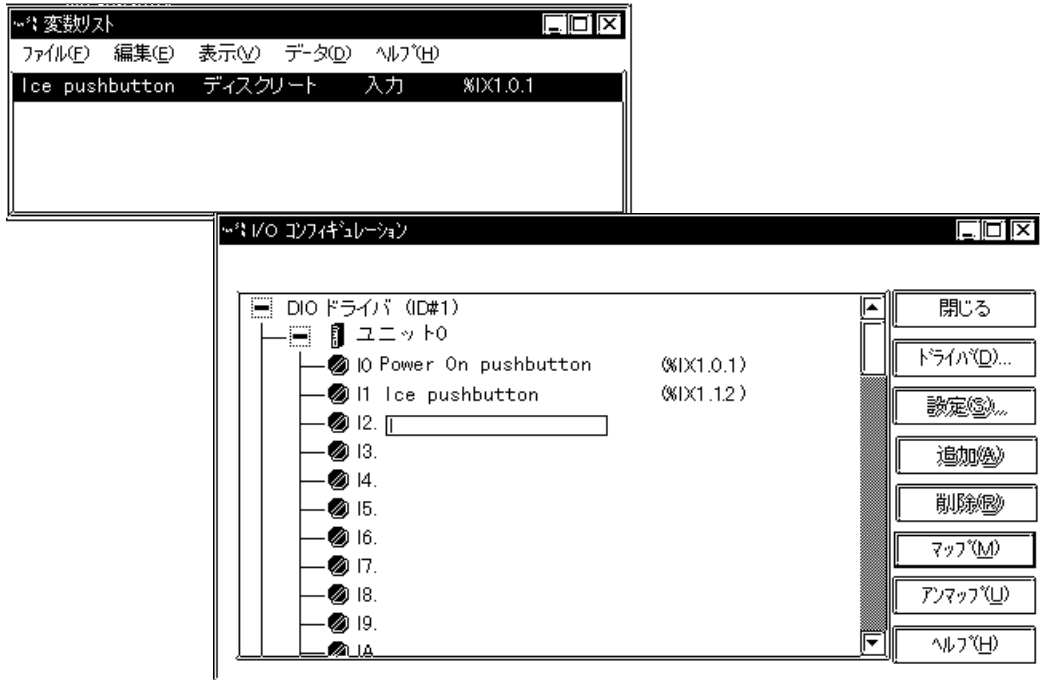 変数リスト
ファイル(F) 編集(E) 表示(V) データ(D) ヘルプ(H)
Ice pushbutton ディスクリート 入力 %IX1.0.1
I/O コンフィギュレーション
DIO ドライバ (ID#1)
ユニット0
I0 Power On pushbutton (%IX1.0.1)
I1 Ice pushbutton (%IX1.1.2)
I2.
I3.
I4.
I5.
I6.
I7.
I8.
I9.
IA
閉じる
ドライバ(D)...
設定(S)...
追加(A)
削除(R)
マップ(M)
アンマップ(U)
ヘルプ(H)